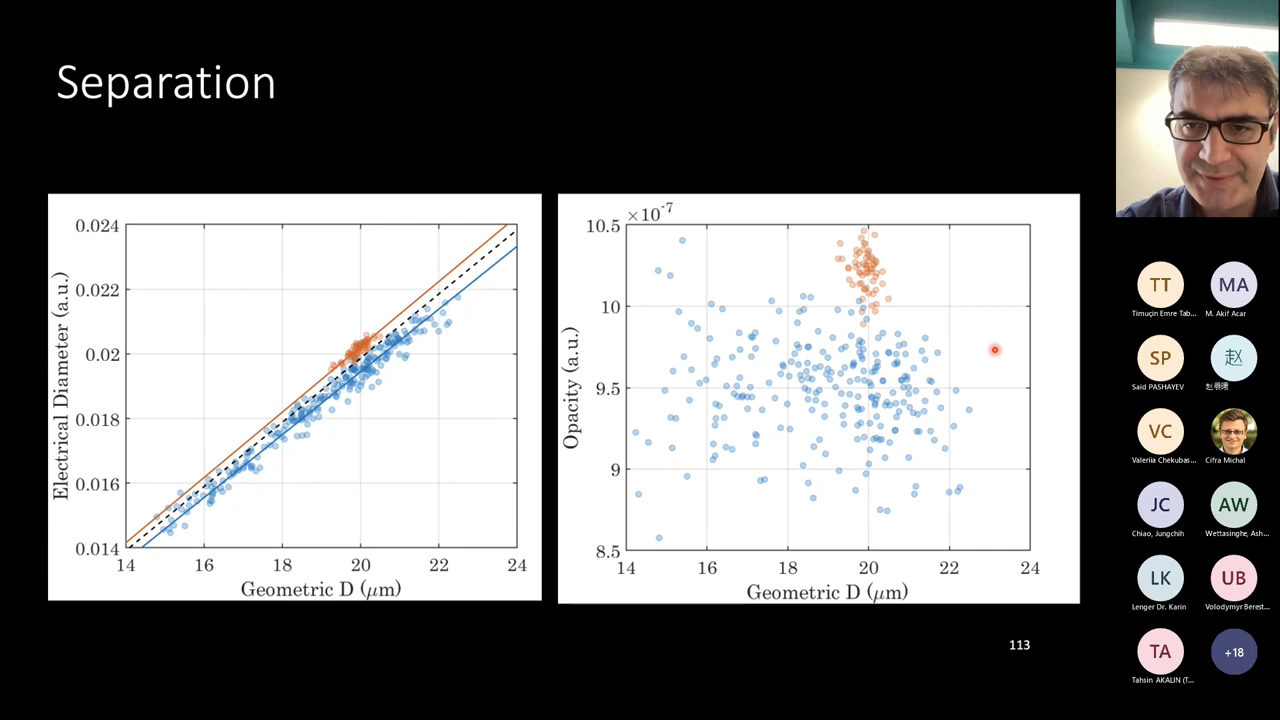 Separation
0.024
0.022
0.02
0.018
0.016
0.014
14 16 18 20 22 24
Electrical Diameter (a.u.)
Geometric D (μm)
×10-7
10.5
10
9.5
9
8.5
14 16 18 20 22 24
Opacity (a.u.)
Geometric D (μm)
113
TT MA
Timuçin Emre Tab... M. Akif Acar
SP 赵
Said PASHAYEV
VC
Valeriia Chekubas... Cifra Michal
JC AW
Chiao, Jungchih Wettasinghe, Ash...
LK UB
Lenger Dr. Karin Volodymyr Berest...
TA +18
Tahsin AKALIN (T...